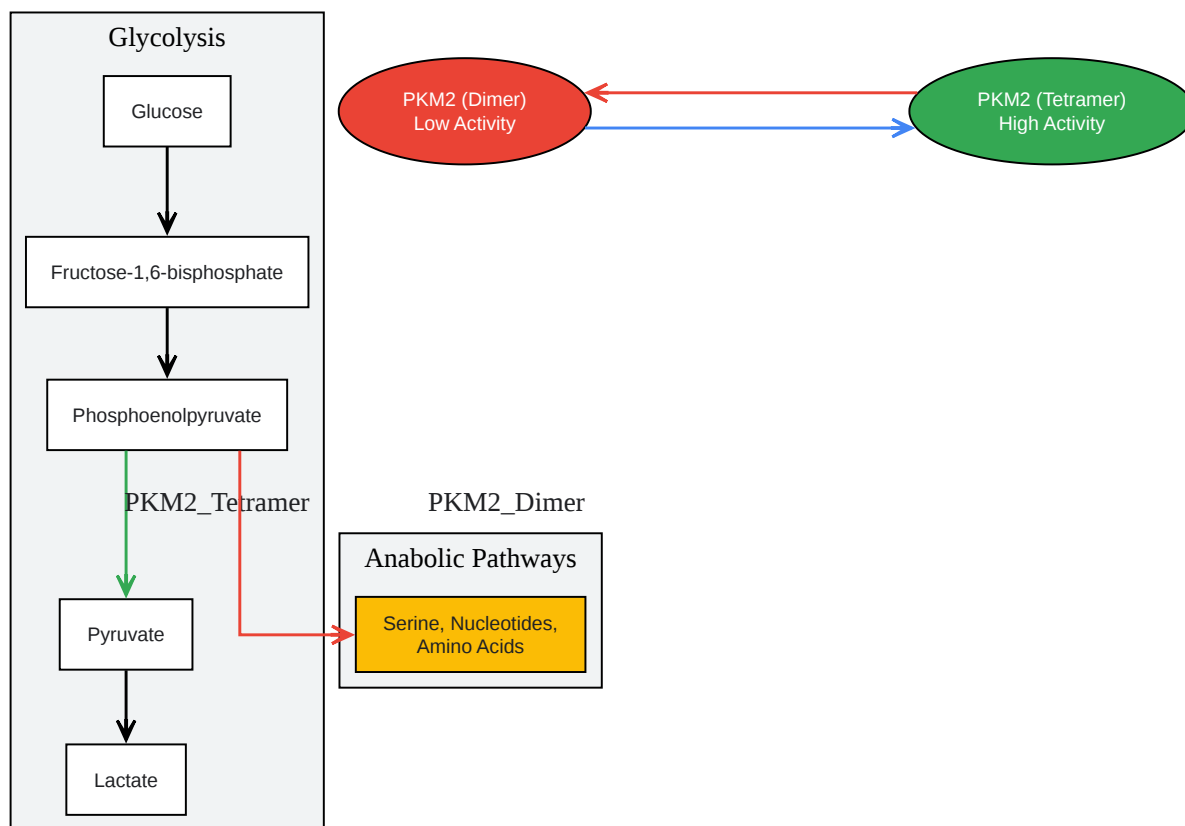 Glycolysis
Glucose
PKM2 (Dimer)
Low Activity
PKM2 (Tetramer)
High Activity
Fructose-1,6-bisphosphate
Phosphoenolpyruvate
PKM2_Tetramer
PKM2_Dimer
Anabolic Pathways
Serine, Nucleotides,
Amino Acids
Pyruvate
Lactate